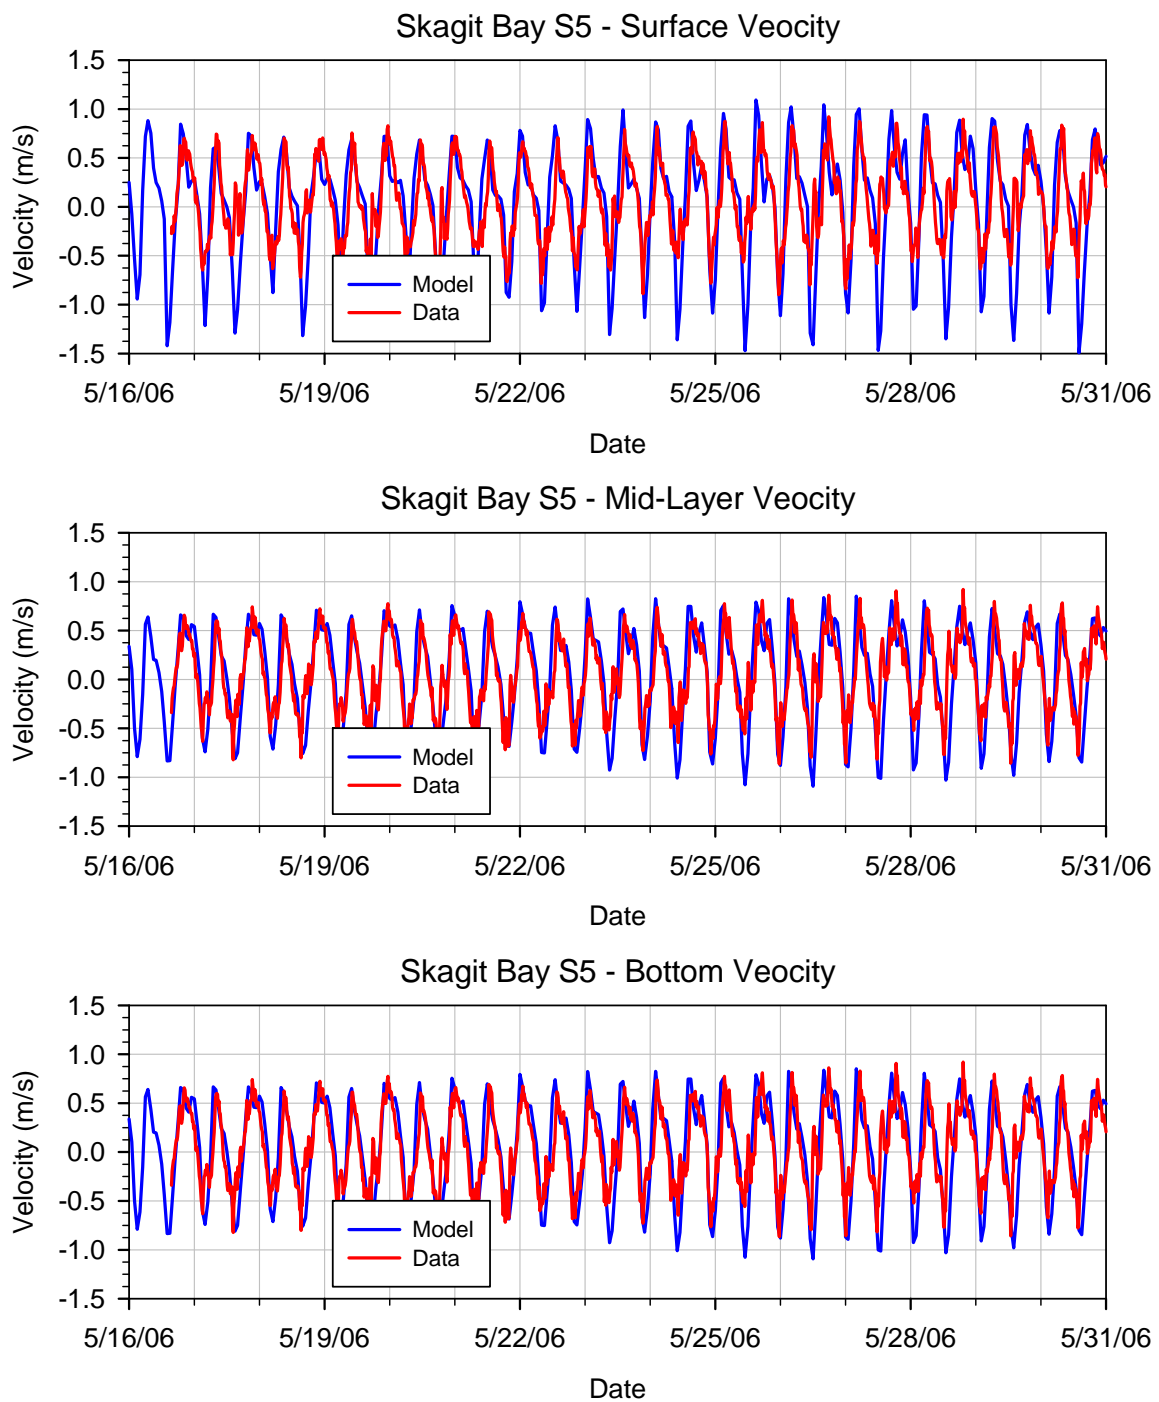 Skagit Bay S5 - Surface Veocity
1.5
1.0
0.5
0.0
-0.5
-1.0
-1.5
Velocity (m/s)
Model
Data
5/16/06 5/19/06 5/22/06 5/25/06 5/28/06 5/31/06
Date
Skagit Bay S5 - Mid-Layer Veocity
1.5
1.0
0.5
0.0
-0.5
-1.0
-1.5
Velocity (m/s)
Model
Data
5/16/06 5/19/06 5/22/06 5/25/06 5/28/06 5/31/06
Date
Skagit Bay S5 - Bottom Veocity
1.5
1.0
0.5
0.0
-0.5
-1.0
-1.5
Velocity (m/s)
Model
Data
5/16/06 5/19/06 5/22/06 5/25/06 5/28/06 5/31/06
Date